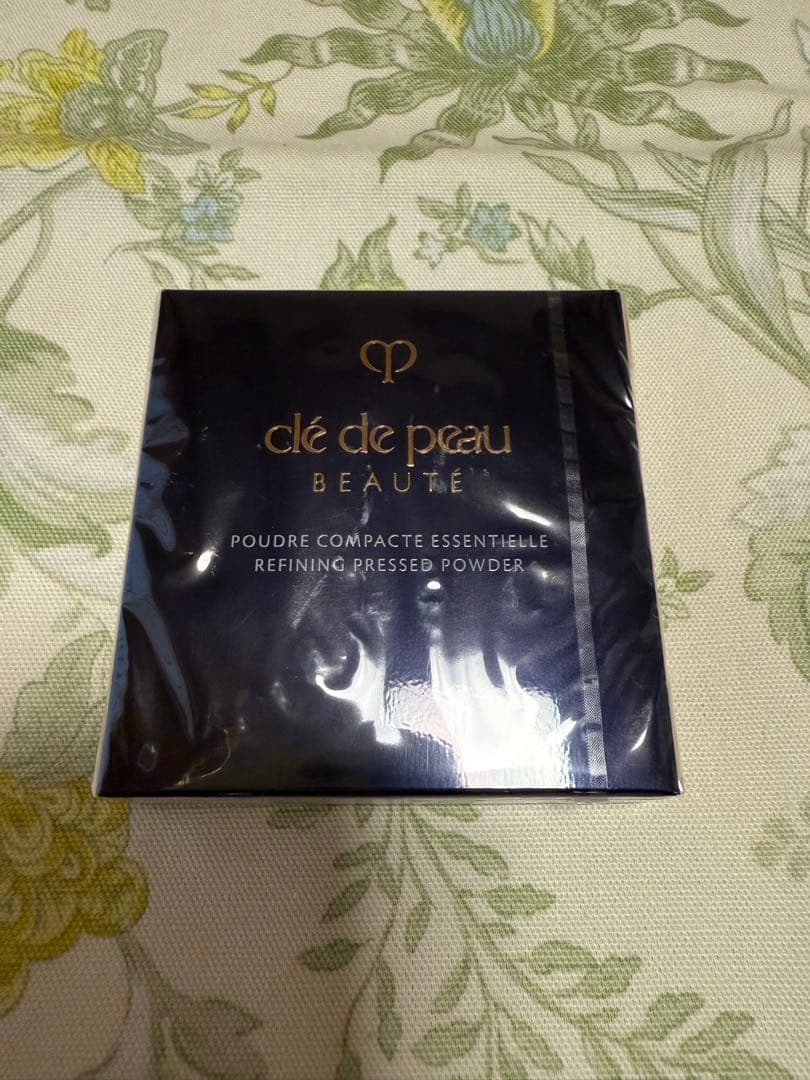 clé de peau
BEAUTÉ
POUDRE COMPACTE ESSENTIELLE
REFINING PRESSED POWDER